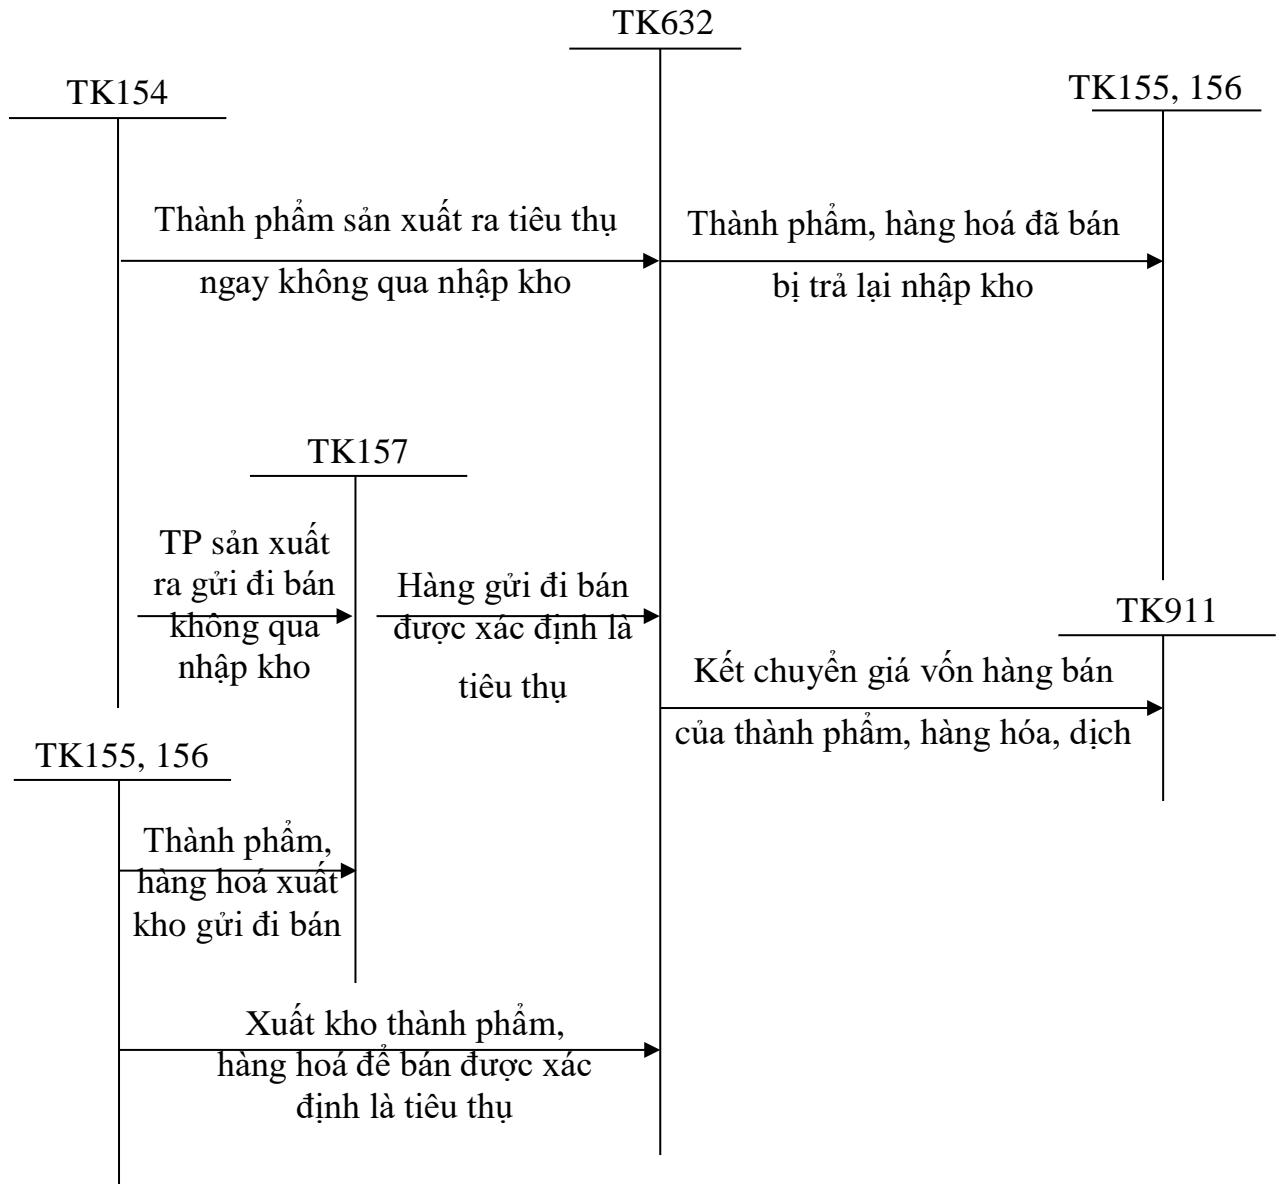 TK632
TK154
TK155, 156
Thành phẩm sản xuất ra tiêu thụ
ngay không qua nhập kho
Thành phẩm, hàng hoá đã bán
bị trả lại nhập kho
TK157
TP sản xuất
ra gửi đi bán
không qua
nhập kho
Hàng gửi đi bán
được xác định là
tiêu thụ
TK911
Kết chuyển giá vốn hàng bán
của thành phẩm, hàng hóa, dịch
TK155, 156
Thành phẩm,
hàng hoá xuất
kho gửi đi bán
Xuất kho thành phẩm,
hàng hoá để bán được xác
định là tiêu thụ